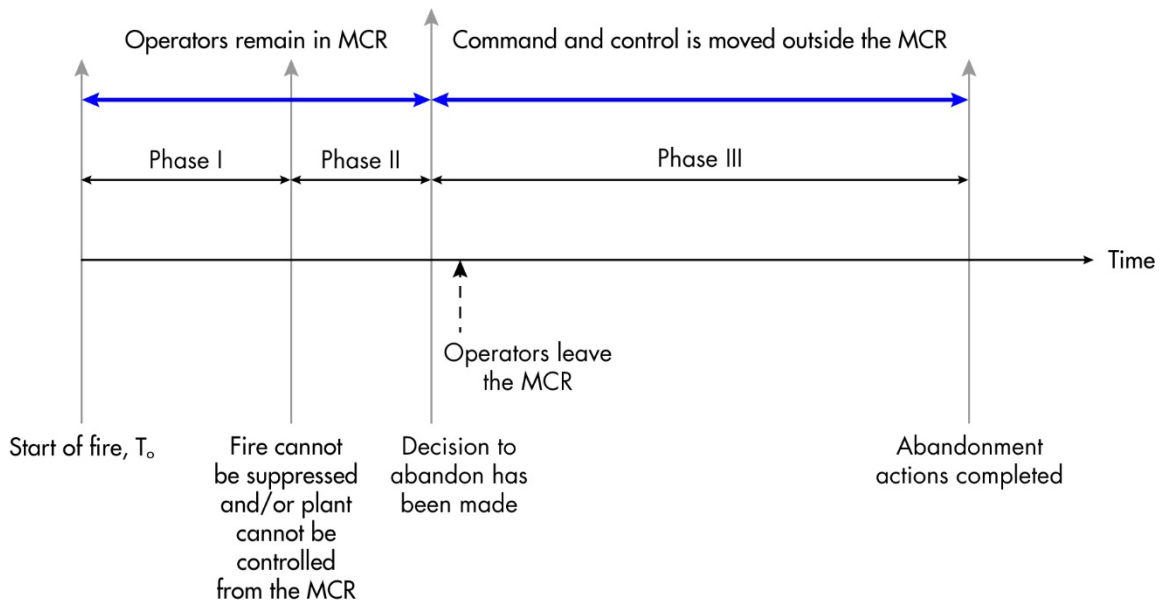 Operators remain in MCR
Command and control is moved outside the MCR
Phase I
Phase II
Phase III
Time
Operators leave
the MCR
Start of fire, Tₒ
Fire cannot
be suppressed
and/or plant
cannot be
controlled
from the MCR
Decision to
abandon has
been made
Abandonment
actions completed